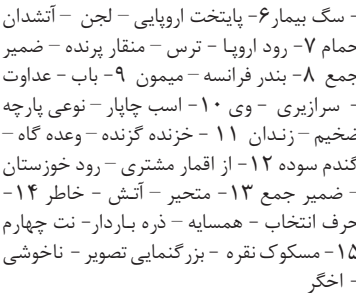 - سگ بیمار ۶- پایتخت اروپایی – لجن – آتشدان
حمام ۷- رود اروپا - ترس – منقار پرنده – ضمیر
جمع ۸- بندر فرانسه – میمون ۹- باب - عداوت
- سرازیری - وی ۱۰- اسب چاپار – نوعی پارچه
ضخیم – زندان ۱۱ - خزنده گزنده – وعده گاه –
گندم سوده ۱۲- از اقمار مشتری – رود خوزستان
- ضمیر جمع ۱۳- متحیر – آتش - خاطر ۱۴-
حرف انتخاب - همسایه – ذره باردار- نت چهارم
۱۵- مسکوک نقره - بزرگنمایی تصویر - ناخوشی
- اخگر